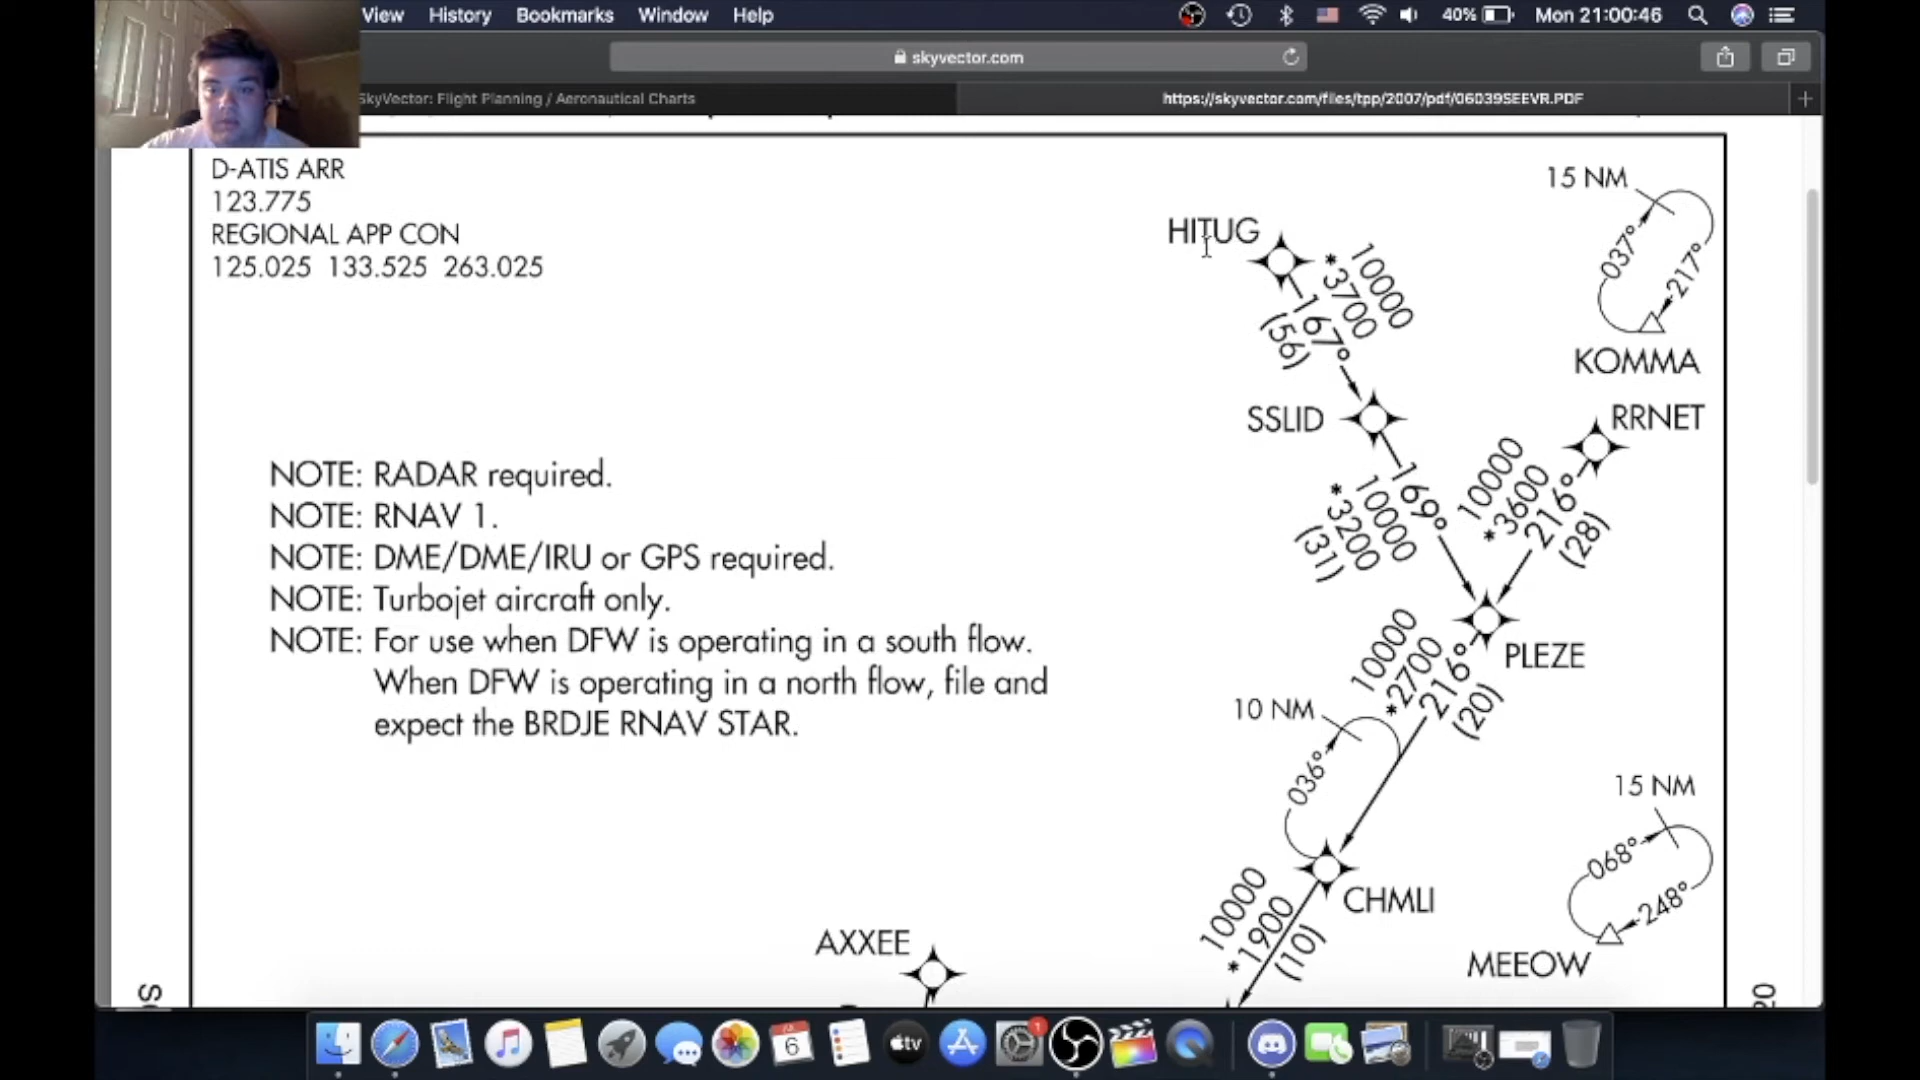 View History Bookmarks Window Help
40% Mon 21:00:46
skyvector.com
SkyVector: Flight Planning / Aeronautical Charts
https://skyvector.com/files/tpp/2007/pdf/06039SEEVR.PDF
D-ATIS ARR
123.775
REGIONAL APP CON
125.025 133.525 263.025
15 NM
037°
217°
KOMMA
HITUG
10000
*3700
167°
(56)
SSLID
RRNET
169°
10000
*3200
(31)
10000
*3600
216°
(28)
NOTE: RADAR required.
NOTE: RNAV 1.
NOTE: DME/DME/IRU or GPS required.
NOTE: Turbojet aircraft only.
NOTE: For use when DFW is operating in a south flow.
When DFW is operating in a north flow, file and
expect the BRDJE RNAV STAR.
PLEZE
10000
*2700
216°
(20)
10 NM
036°
CHMLI
10000
*1900
(10)
15 NM
068°
248°
MEEOW
AXXEE
20
JUL
6
tv
1